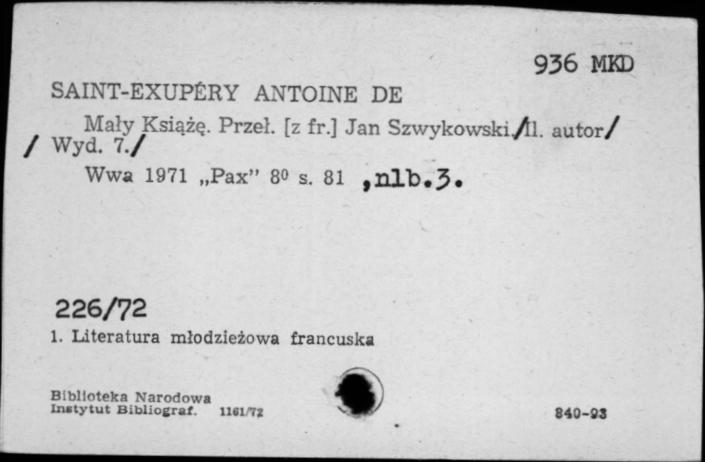 936 MKD
SAINT-EXUPÉRY ANTOINE DE
Mały Książę. Przeł. [z fr.] Jan Szwykowski./Il. autor/
/ Wyd. 7./
Wwa 1971 „Pax” 8⁰ s. 81 ,nlb.3.
226/72
1. Literatura młodzieżowa francuska
Biblioteka Narodowa
Instytut Bibliograf. 1161/72
840-93